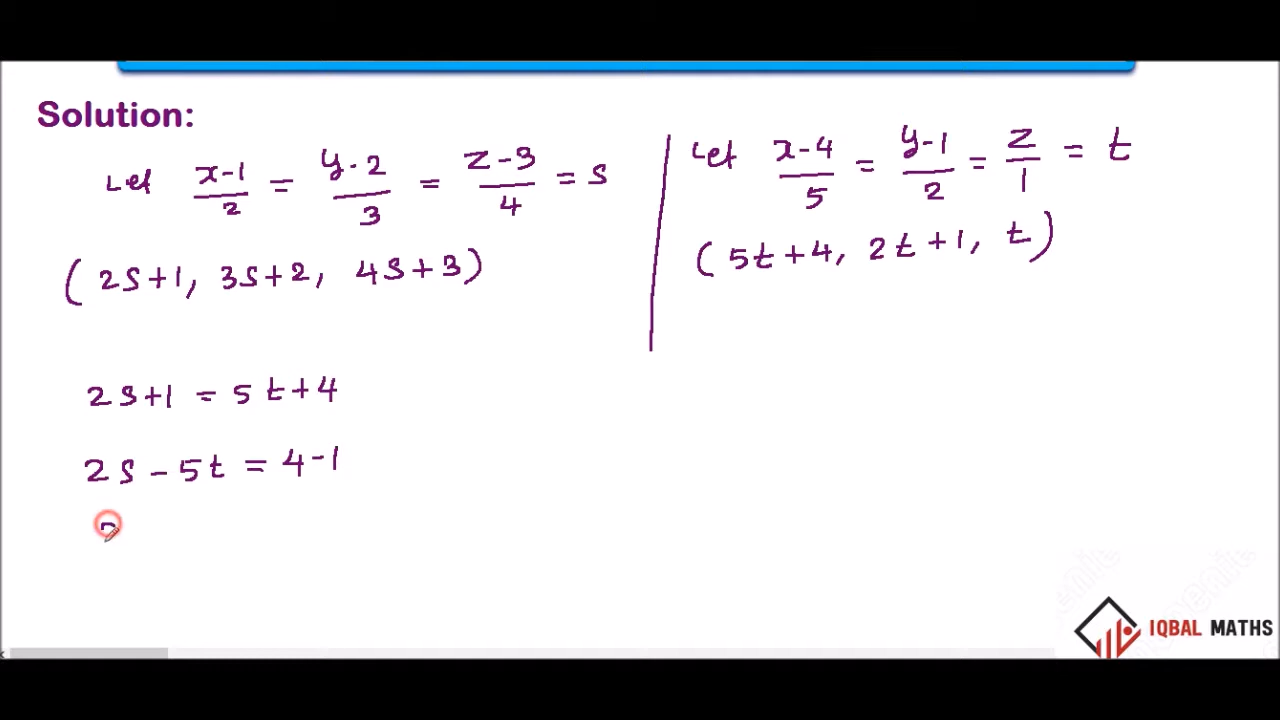 Solution:
Let x-1/2 = y-2/3 = z-3/4 = s
(2s+1, 3s+2, 4s+3)
Let x-4/5 = y-1/2 = z/1 = t
(5t+4, 2t+1, t)
2s+1 = 5t+4
2s-5t = 4-1
IQBAL MATHS